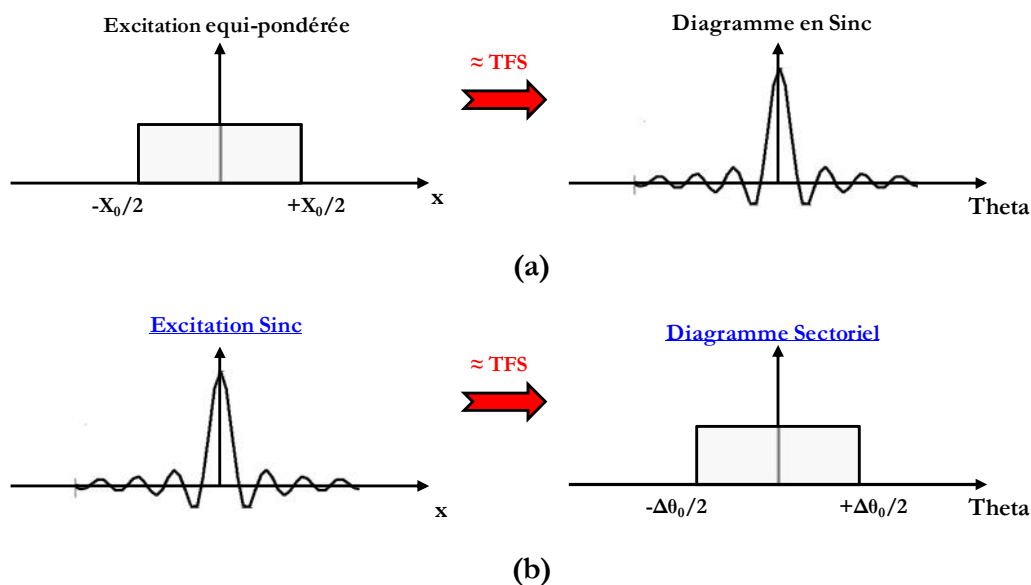 Excitation equi-pondérée
Diagramme en Sinc
≈ TFS
-X₀/2
+X₀/2
x
Theta
(a)
Excitation Sinc
Diagramme Sectoriel
≈ TFS
x
-Δθ₀/2
+Δθ₀/2
Theta
(b)